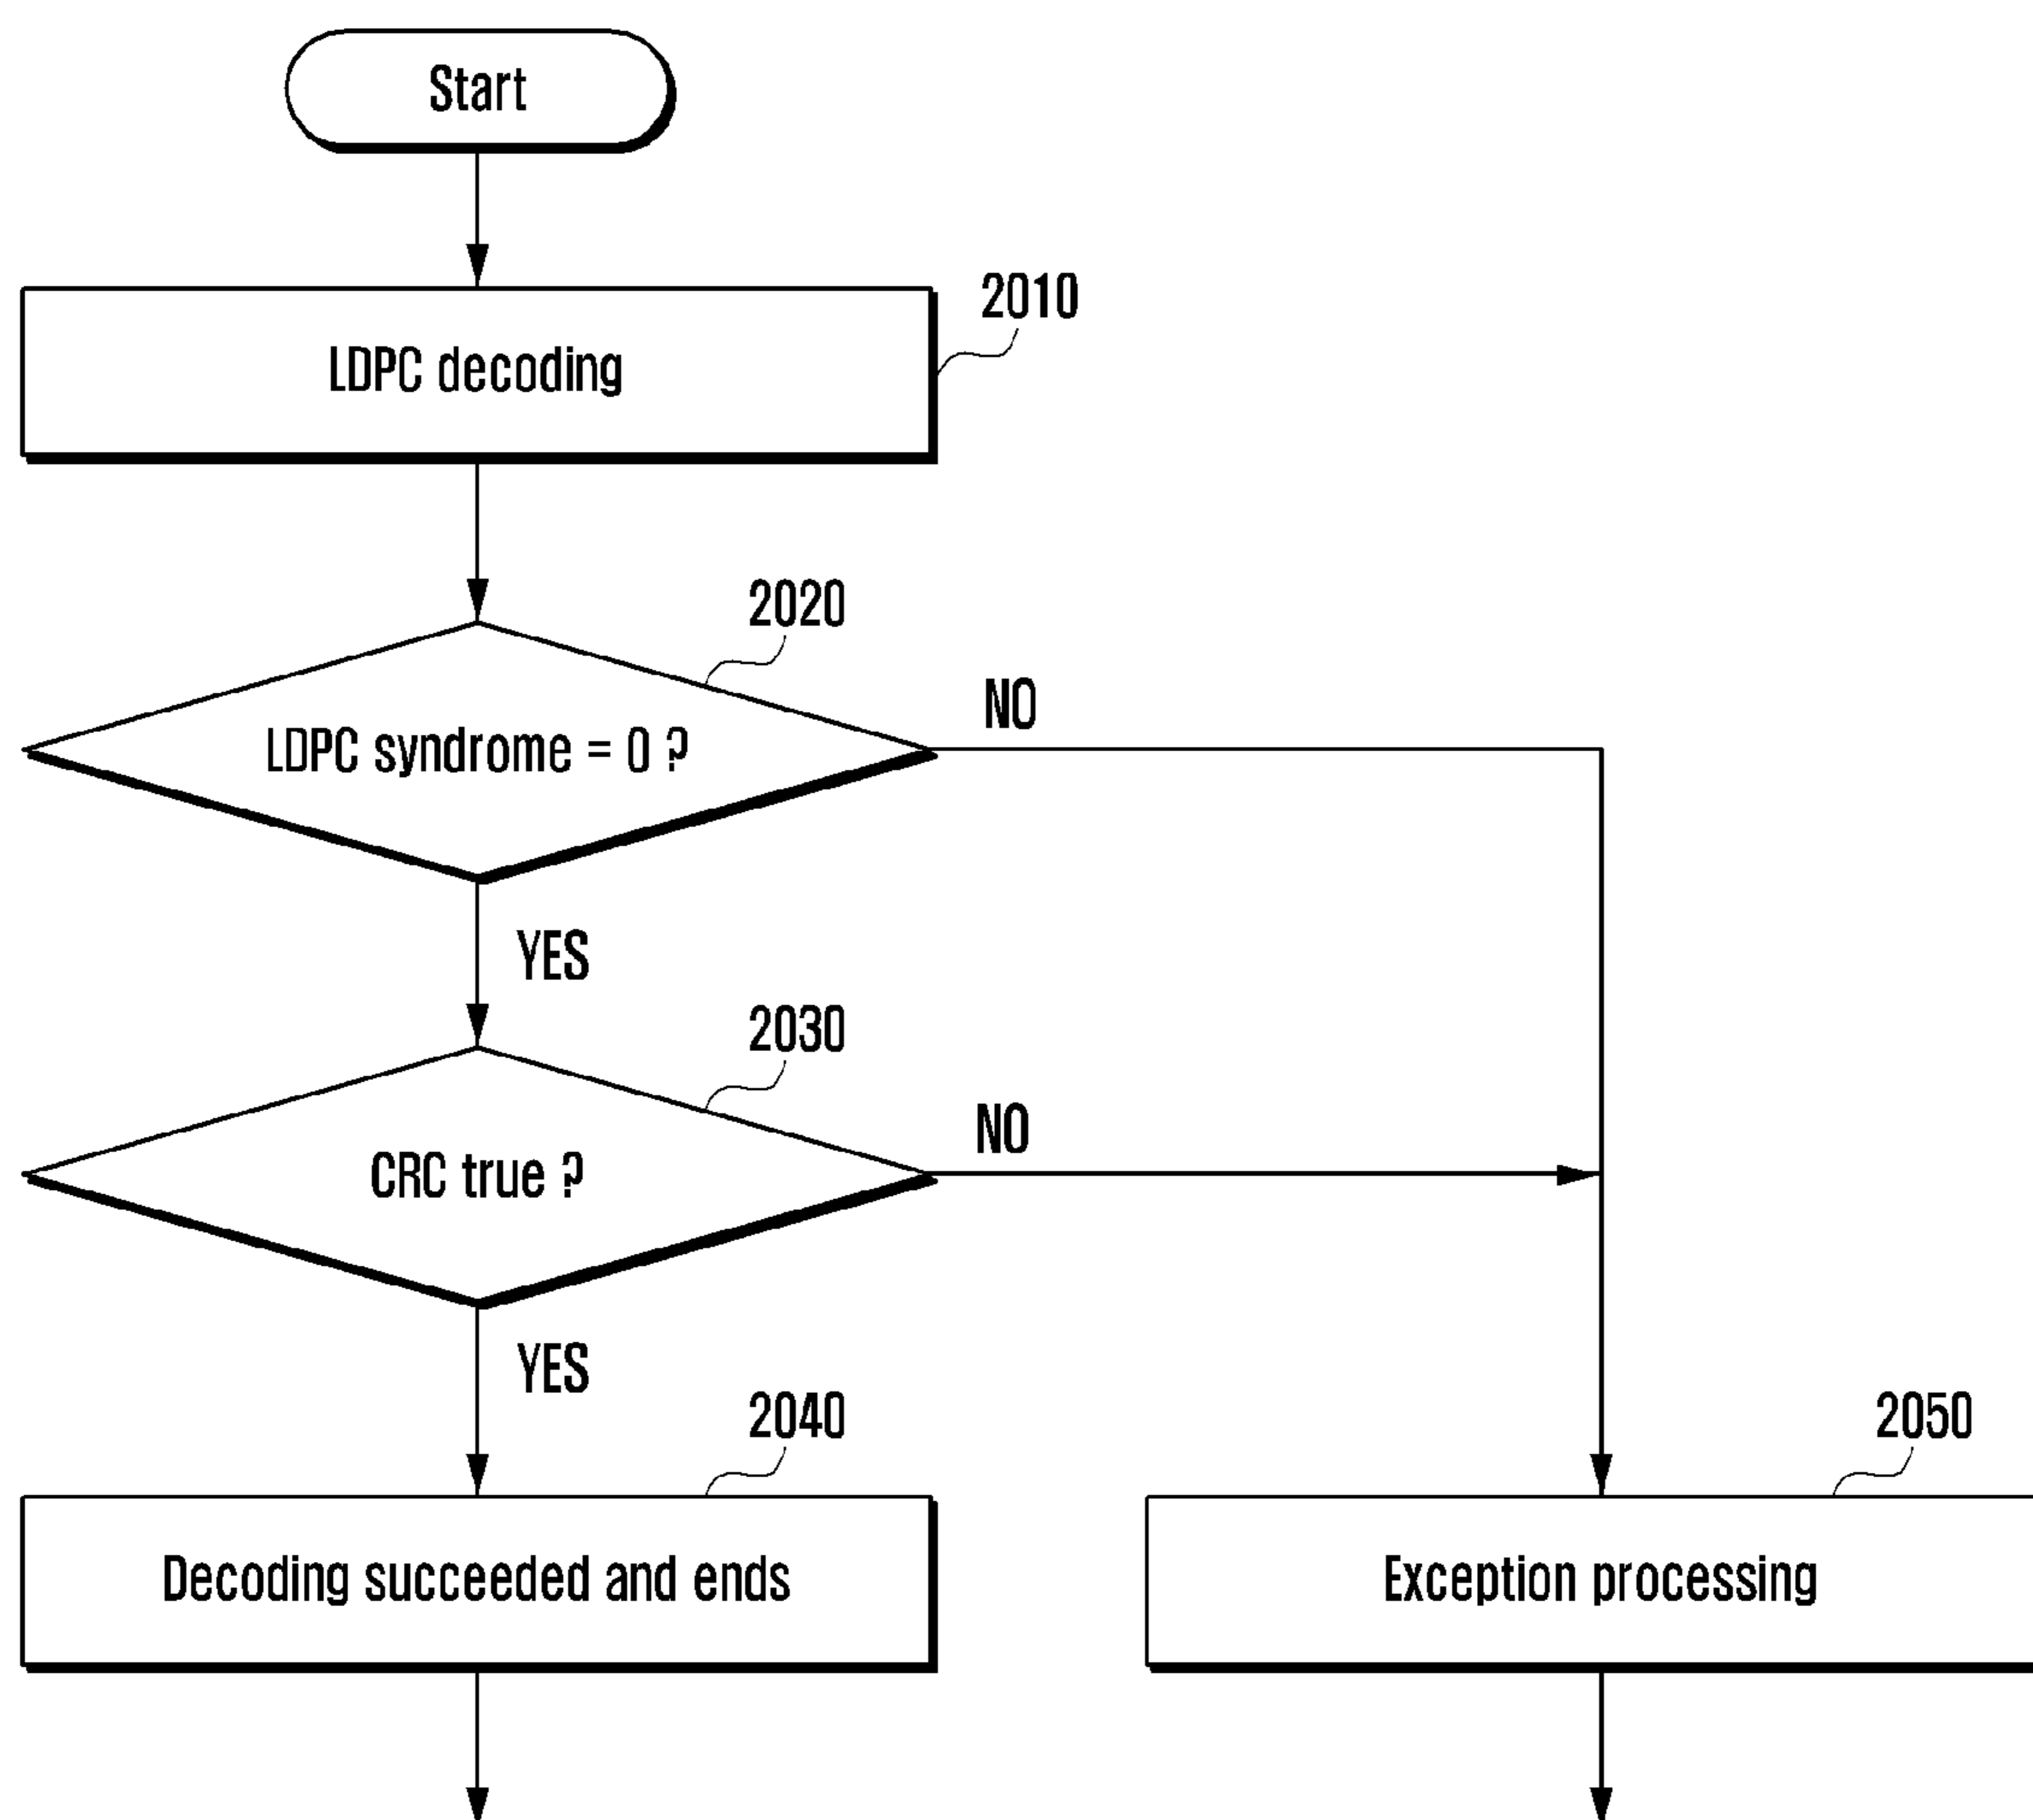 Start
2010
LDPC decoding
2020
LDPC syndrome = 0 ?
NO
YES
2030
CRC true ?
NO
YES
2040
Decoding succeeded and ends
2050
Exception processing